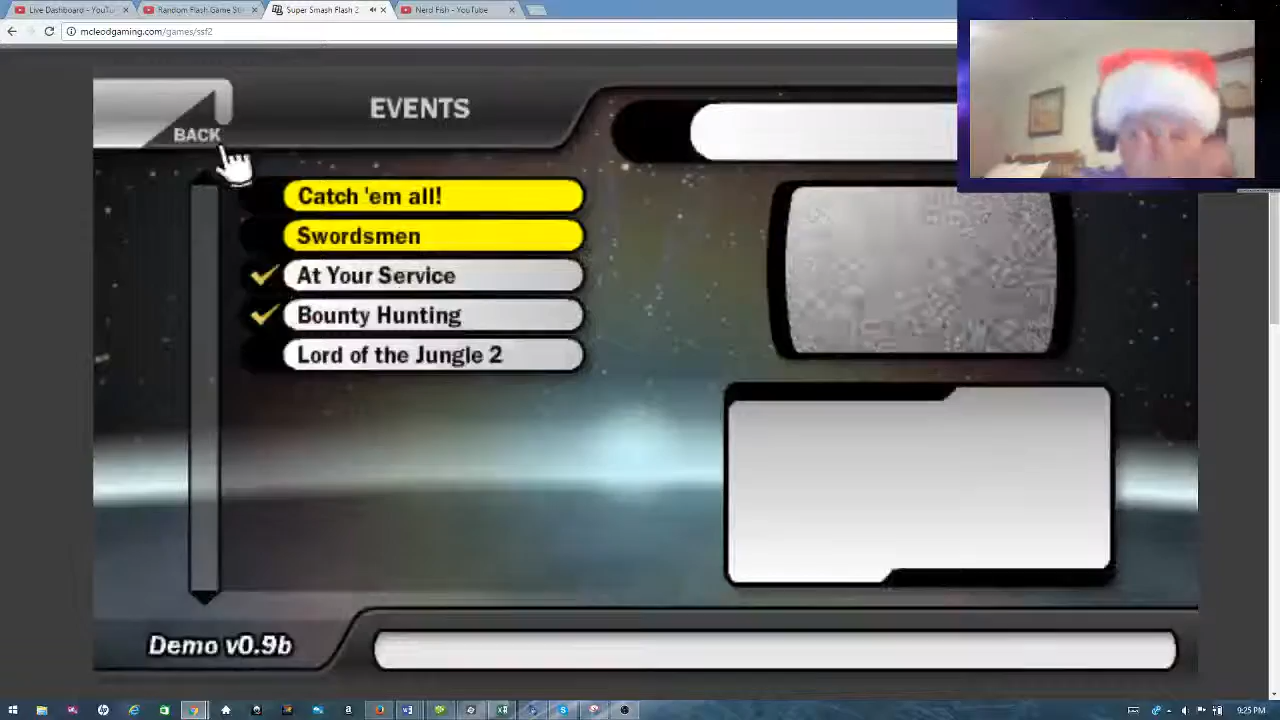 Live Dashboard - YouTu
Random Flash Game St
Super Smash Flash 2
Nerd Fish - YouTube
mcleodgaming.com/games/ssf2
BACK
EVENTS
Catch 'em all!
Swordsmen
At Your Service
Bounty Hunting
Lord of the Jungle 2
Demo v0.9b
9:25 PM